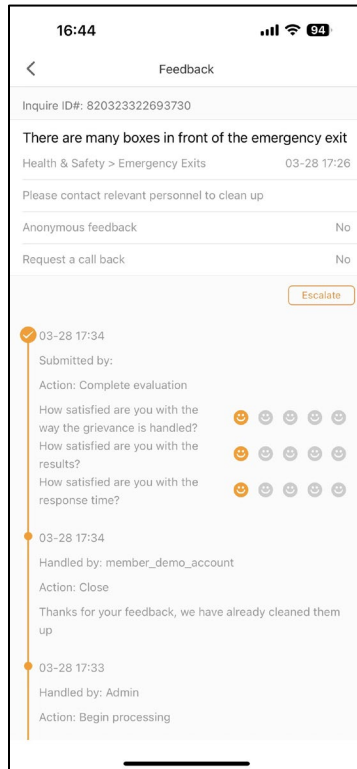 16:44
94
Feedback
Inquire ID#: 820323322693730
There are many boxes in front of the emergency exit
Health & Safety > Emergency Exits 03-28 17:26
Please contact relevant personnel to clean up
Anonymous feedback No
Request a call back No
Escalate
03-28 17:34
Submitted by:
Action: Complete evaluation
How satisfied are you with the
way the grievance is handled?
How satisfied are you with the
results?
How satisfied are you with the
response time?
03-28 17:34
Handled by: member_demo_account
Action: Close
Thanks for your feedback, we have already cleaned them
up
03-28 17:33
Handled by: Admin
Action: Begin processing